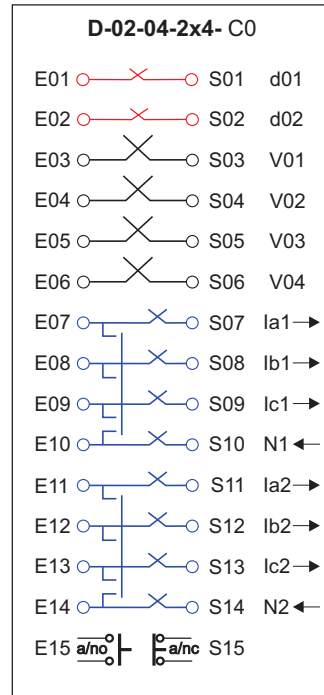 D-02-04-2x4- C0
E01 S01 d01
E02 S02 d02
E03 S03 V01
E04 S04 V02
E05 S05 V03
E06 S06 V04
E07 S07 Ia1
E08 S08 Ib1
E09 S09 Ic1
E10 S10 N1
E11 S11 Ia2
E12 S12 Ib2
E13 S13 Ic2
E14 S14 N2
E15 a/no a/nc S15